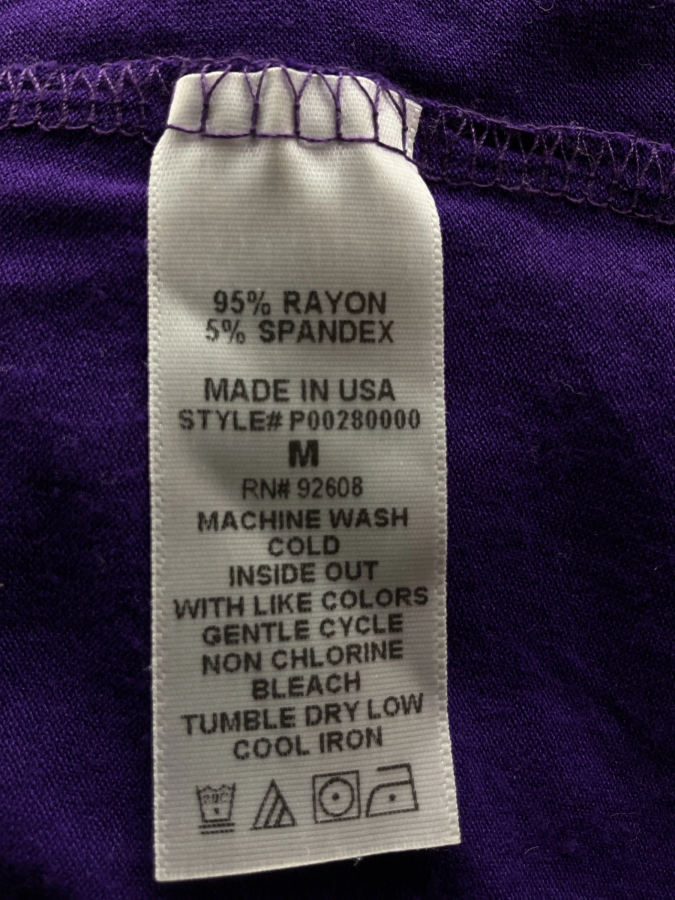 95% RAYON
5% SPANDEX
MADE IN USA
STYLE# P00280000
M
RN# 92608
MACHINE WASH
COLD
INSIDE OUT
WITH LIKE COLORS
GENTLE CYCLE
NON CHLORINE
BLEACH
TUMBLE DRY LOW
COOL IRON